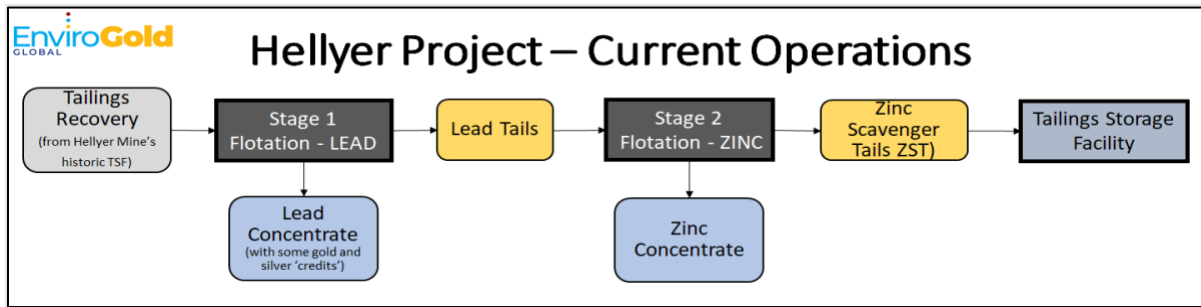 EnviroGold
GLOBAL
Hellyer Project – Current Operations
Tailings
Recovery
(from Hellyer Mine's
historic TSF)
Stage 1
Flotation - LEAD
Lead Tails
Stage 2
Flotation - ZINC
Zinc
Scavenger
Tails ZST)
Tailings Storage
Facility
Lead
Concentrate
(with some gold and
silver 'credits')
Zinc
Concentrate